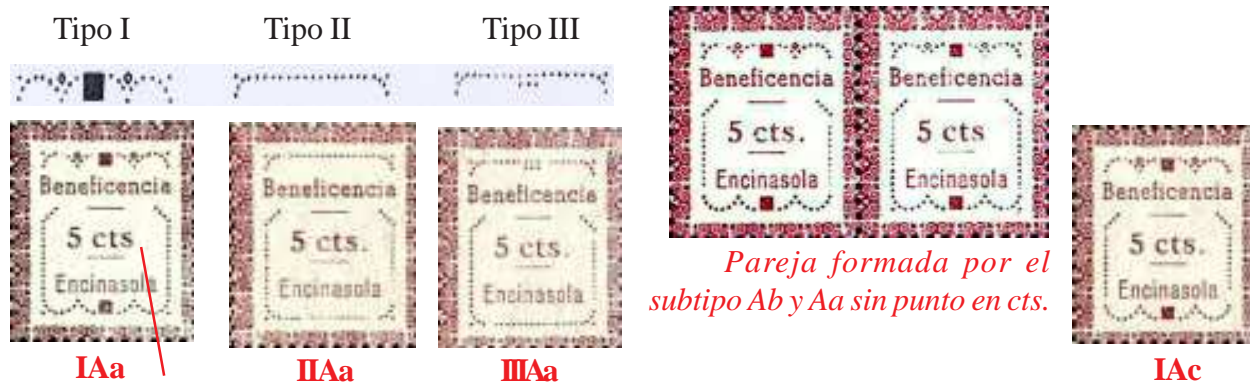 Tipo I
Tipo II
Tipo III
Beneficencia
5 cts
Encinasola
IAa
Beneficencia
5 cts.
Encinasola
IIAa
Beneficencia
5 cts.
Encinasola
IIIAa
Beneficencia
5 cts.
Encinasola
Beneficencia
5 cts
Encinasola
Pareja formada por el
subtipo Ab y Aa sin punto en cts.
Beneficencia
5 cts.
Encinasola
IAc